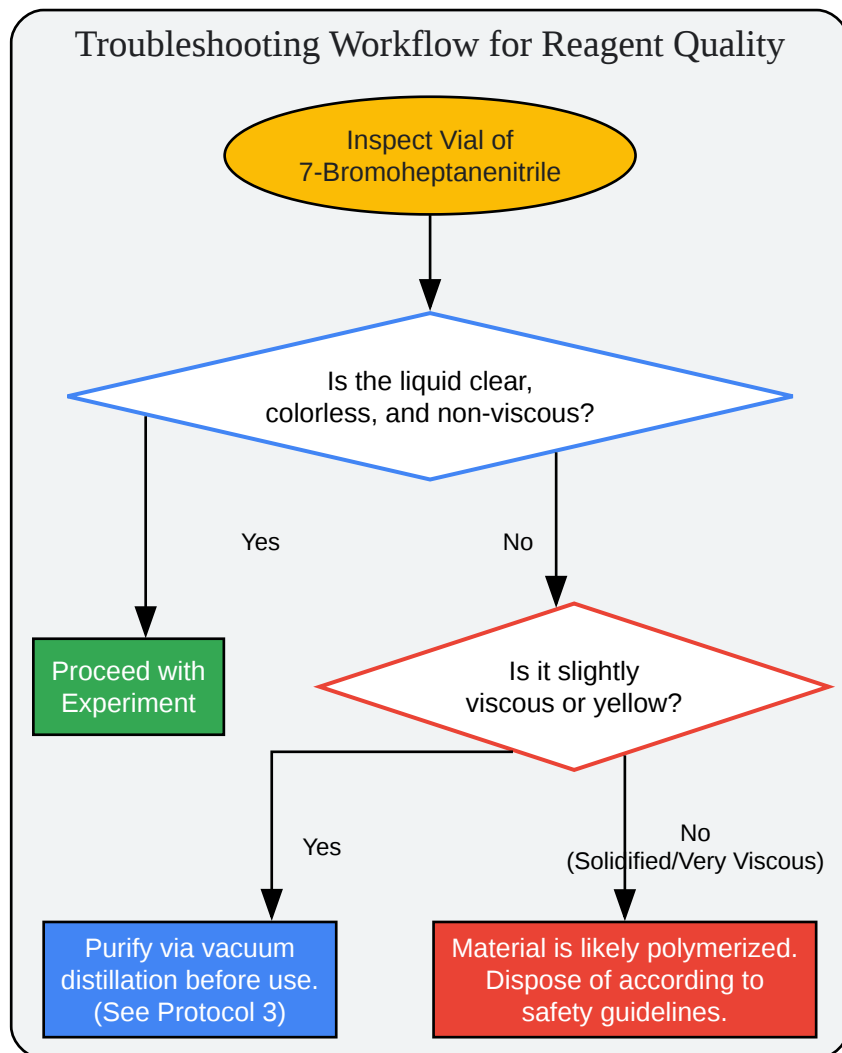 Troubleshooting Workflow for Reagent Quality
Inspect Vial of
7-Bromoheptanenitrile
Is the liquid clear,
colorless, and non-viscous?
Yes
No
Proceed with
Experiment
Is it slightly
viscous or yellow?
Yes
No
(Solidified/Very Viscous)
Purify via vacuum
distillation before use.
(See Protocol 3)
Material is likely polymerized.
Dispose of according to
safety guidelines.